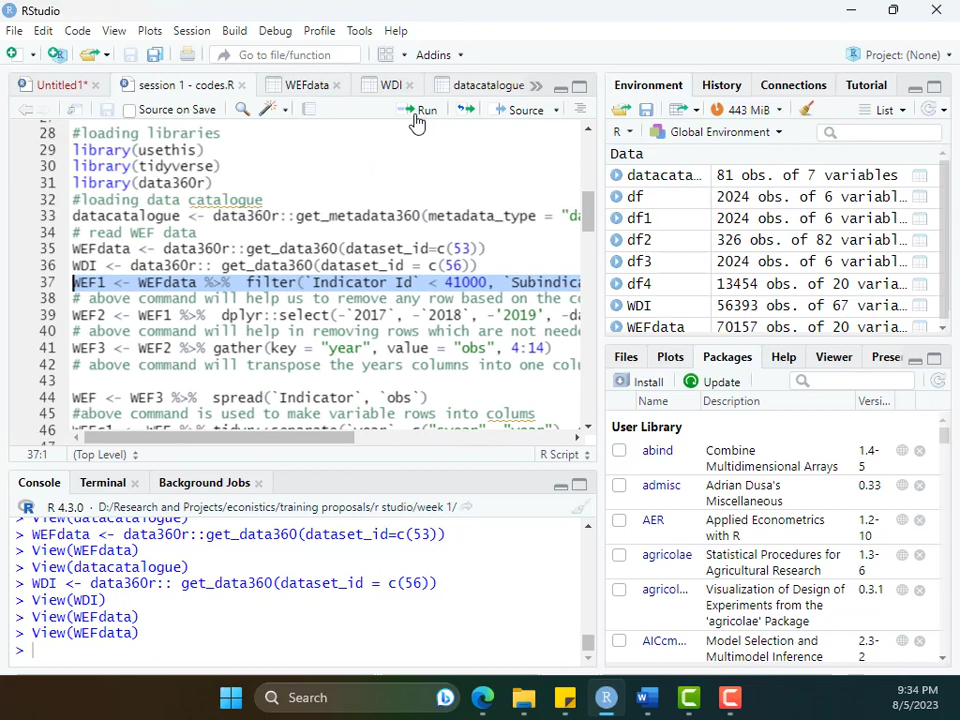 RStudio
File Edit Code View Plots Session Build Debug Profile Tools Help
Go to file/function Addins Project: (None)
Untitled1* session 1 - codes.R WEFdata WDI datacatalogue
Source on Save Run Source
28 #loading libraries
29 library(usethis)
30 library(tidyverse)
31 library(data360r)
32 #loading data catalogue
33 datacatalogue <- data360r::get_metadata360(metadata_type = "da
34 # read WEF data
35 WEFdata <- data360r::get_data360(dataset_id=c(53))
36 WDI <- data360r:: get_data360(dataset_id = c(56))
37 WEF1 <- WEFdata %>%  filter(`Indicator Id` < 41000, `Subindica
38 # above command will help us to remove any row based on the co
39 WEF2 <- WEF1 %>%  dplyr::select(-`2017`, -`2018`, -'2019', -da
40 # above command will help in removing rows which are not neede
41 WEF3 <- WEF2 %>% gather(key = "year", value = "obs", 4:14)
42 # above command will transpose the years columns into one colu
43
44 WEF <- WEF3 %>%  spread(`Indicator`, `obs`)
45 #above command is used to make variable rows into colums
46
37:1 (Top Level) R Script
Console Terminal Background Jobs
R 4.3.0 · D:/Research and Projects/econistics/training proposals/r studio/week 1/
> View(datacatalogue)
> WEFdata <- data360r::get_data360(dataset_id=c(53))
> View(WEFdata)
> View(datacatalogue)
> WDI <- data360r:: get_data360(dataset_id = c(56))
> View(WDI)
> View(WEFdata)
> View(WEFdata)
>
Environment History Connections Tutorial
443 MiB List
R Global Environment
Data
datacata… 81 obs. of 7 variables
df 2024 obs. of 6 variabl…
df1 2024 obs. of 6 variabl…
df2 326 obs. of 82 variabl…
df3 2024 obs. of 6 variabl…
df4 13454 obs. of 20 varia…
WDI 56393 obs. of 67 varia…
WEFdata 70157 obs. of 20 varia…
Files Plots Packages Help Viewer Prese
Install Update
Name Description Versi...
User Library
abind Combine Multidimensional Arrays 1.4-5
admisc Adrian Dusa's Miscellaneous 0.33
AER Applied Econometrics with R 1.2-10
agricolae Statistical Procedures for Agricultural Research 1.3-6
agricol... Visualization of Design of Experiments from the 'agricolae' Package 0.3.1
AICcm... Model Selection and Multimodel Inference 2.3-2
Search
9:34 PM
8/5/2023